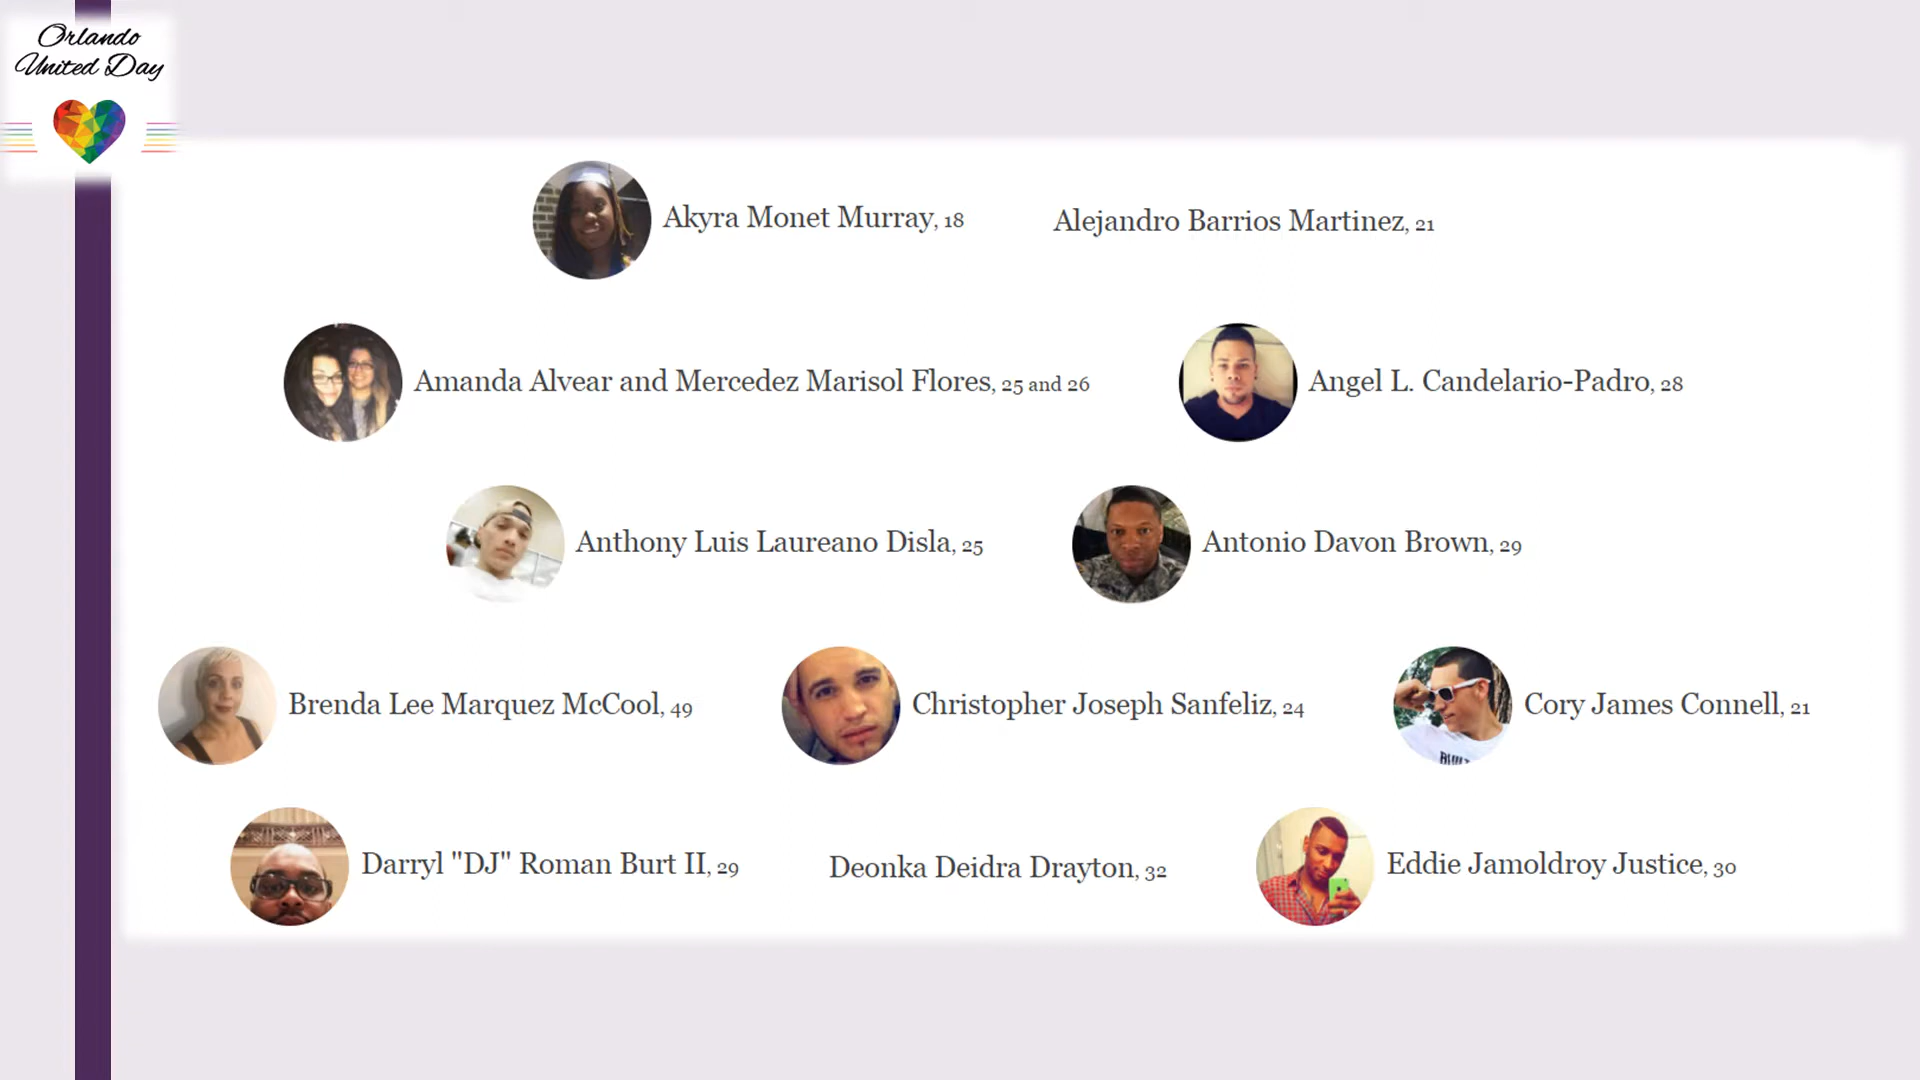 Orlando
United Day
Akyra Monet Murray, 18
Alejandro Barrios Martinez, 21
Amanda Alvear and Mercedez Marisol Flores, 25 and 26
Angel L. Candelario-Padro, 28
Anthony Luis Laureano Disla, 25
Antonio Davon Brown, 29
Brenda Lee Marquez McCool, 49
Christopher Joseph Sanfeliz, 24
Cory James Connell, 21
Darryl "DJ" Roman Burt II, 29
Deonka Deidra Drayton, 32
Eddie Jamoldroy Justice, 30